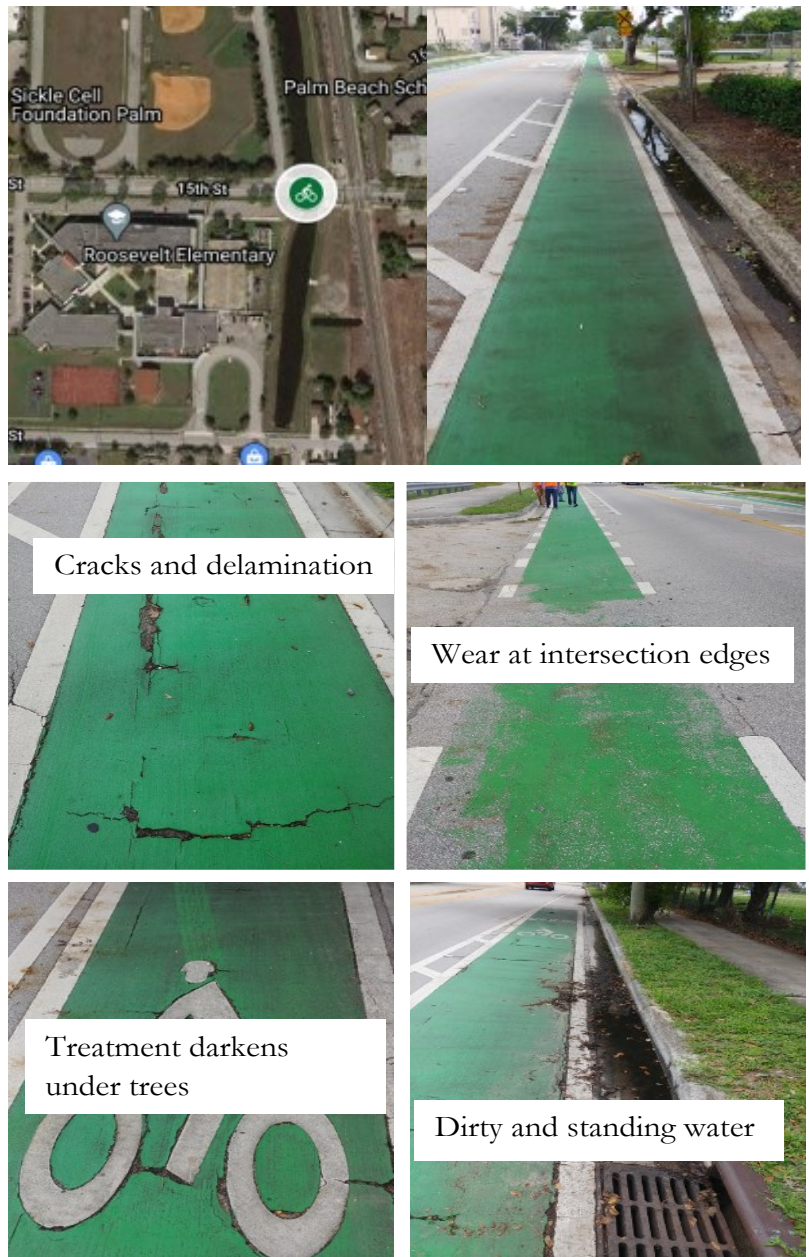 Sickle Cell
Foundation Palm
Palm Beach Sch
St
15th St
Roosevelt Elementary
St
Cracks and delamination
Wear at intersection edges
Treatment darkens
under trees
Dirty and standing water